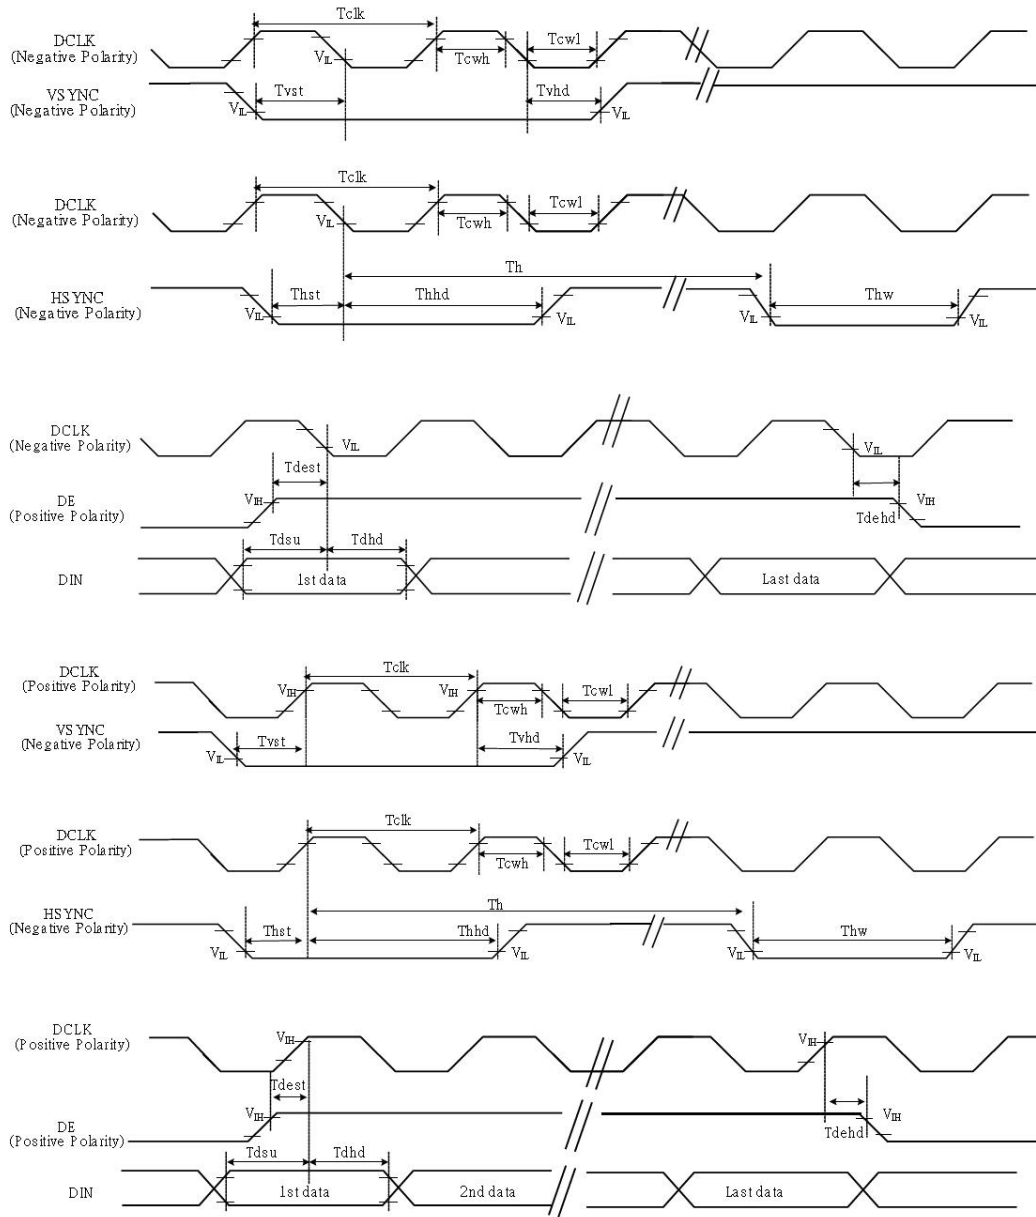 Tclk
DCLK
(Negative Polarity)
VIL
Tcwh
Tcwl
VSYNC
(Negative Polarity)
VIL
Tvst
Tvhd
VIL
Tclk
DCLK
(Negative Polarity)
VIL
Tcwh
Tcwl
Th
HSYNC
(Negative Polarity)
VIL
Thst
Thhd
VIL
VIL
Thw
VIL
DCLK
(Negative Polarity)
VIL
VIL
Tdest
DE
(Positive Polarity)
VIH
Tdehd
VIH
Tdsu
Tdhd
DIN
1st data
Last data
DCLK
(Positive Polarity)
Tclk
VIH
VIH
Tcwh
Tcwl
VSYNC
(Negative Polarity)
VIL
Tvst
Tvhd
VIL
Tclk
DCLK
(Positive Polarity)
Tcwh
Tcwl
Th
HSYNC
(Negative Polarity)
VIL
Thst
Thhd
VIL
VIL
Thw
VIL
DCLK
(Positive Polarity)
VIH
VIH
Tdest
DE
(Positive Polarity)
VIH
Tdehd
VIH
Tdsu
Tdhd
DIN
1st data
2nd data
Last data